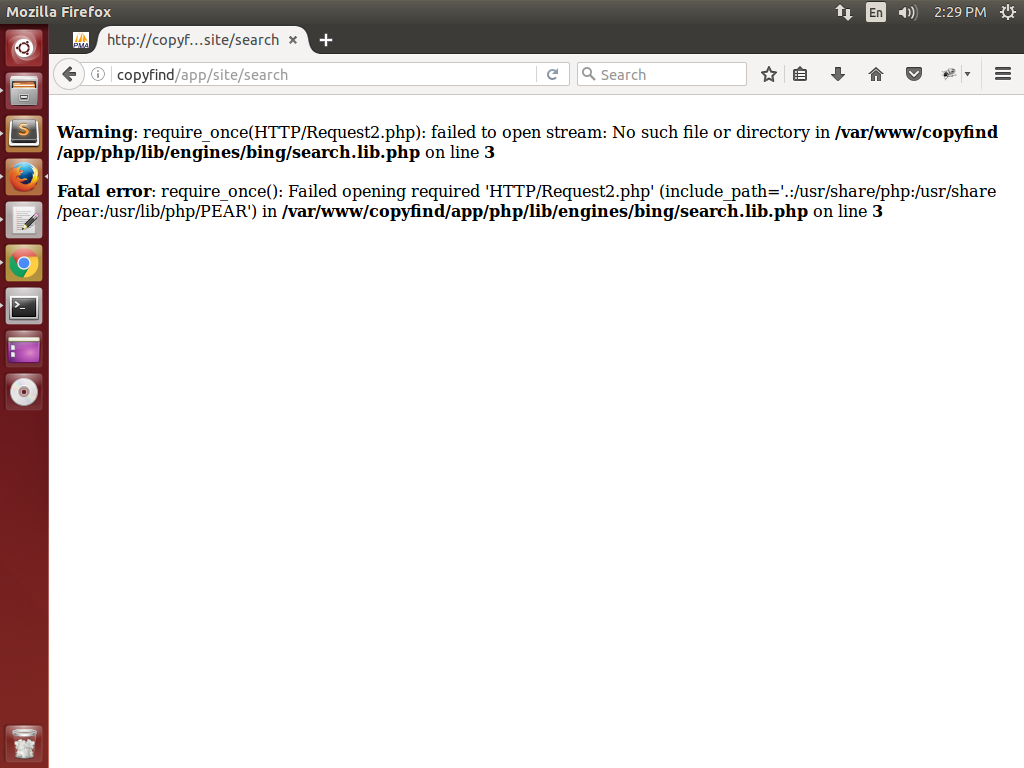 Mozilla Firefox
En
2:29 PM
PMA
http://copyf...site/search
copyfind/app/site/search
Search
Warning: require_once(HTTP/Request2.php): failed to open stream: No such file or directory in /var/www/copyfind
/app/php/lib/engines/bing/search.lib.php on line 3
Fatal error: require_once(): Failed opening required 'HTTP/Request2.php' (include_path='.:/usr/share/php:/usr/share
/pear:/usr/lib/php/PEAR') in /var/www/copyfind/app/php/lib/engines/bing/search.lib.php on line 3